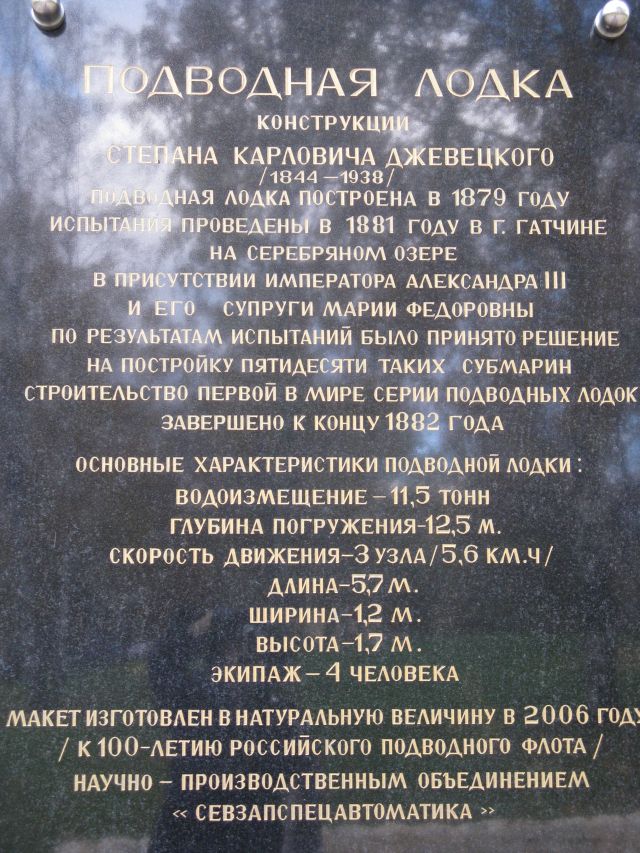 ПОДВОДНАЯ ЛОДКА
КОНСТРУКЦИИ
СТЕПАНА КАРЛОВИЧА ДЖЕВЕЦКОГО
/1844-1938/
ПОДВОДНАЯ ЛОДКА ПОСТРОЕНА В 1879 ГОДУ
ИСПЫТАНИЯ ПРОВЕДЕНЫ В 1881 ГОДУ В Г. ГАТЧИНЕ
НА СЕРЕБРЯНОМ ОЗЕРЕ
В ПРИСУТСТВИИ ИМПЕРАТОРА АЛЕКСАНДРА III
И ЕГО СУПРУГИ МАРИИ ФЕДОРОВНЫ
ПО РЕЗУЛЬТАТАМ ИСПЫТАНИЙ БЫЛО ПРИНЯТО РЕШЕНИЕ
НА ПОСТРОЙКУ ПЯТИДЕСЯТИ ТАКИХ СУБМАРИН
СТРОИТЕЛЬСТВО ПЕРВОЙ В МИРЕ СЕРИИ ПОДВОДНЫХ ЛОДОК
ЗАВЕРШЕНО К КОНЦУ 1882 ГОДА
ОСНОВНЫЕ ХАРАКТЕРИСТИКИ ПОДВОДНОЙ ЛОДКИ:
ВОДОИЗМЕЩЕНИЕ - 11,5 ТОНН
ГЛУБИНА ПОГРУЖЕНИЯ-12,5 М.
СКОРОСТЬ ДВИЖЕНИЯ-3 УЗЛА /5,6 КМ.Ч/
ДЛИНА-5,7 М.
ШИРИНА-1,2 М.
ВЫСОТА-1,7 М.
ЭКИПАЖ - 4 ЧЕЛОВЕКА
МАКЕТ ИЗГОТОВЛЕН В НАТУРАЛЬНУЮ ВЕЛИЧИНУ В 2006 ГОДУ
/ К 100-ЛЕТИЮ РОССИЙСКОГО ПОДВОДНОГО ФЛОТА /
НАУЧНО - ПРОИЗВОДСТВЕННЫМ ОБЪЕДИНЕНИЕМ
« СЕВЗАПСПЕЦАВТОМАТИКА »